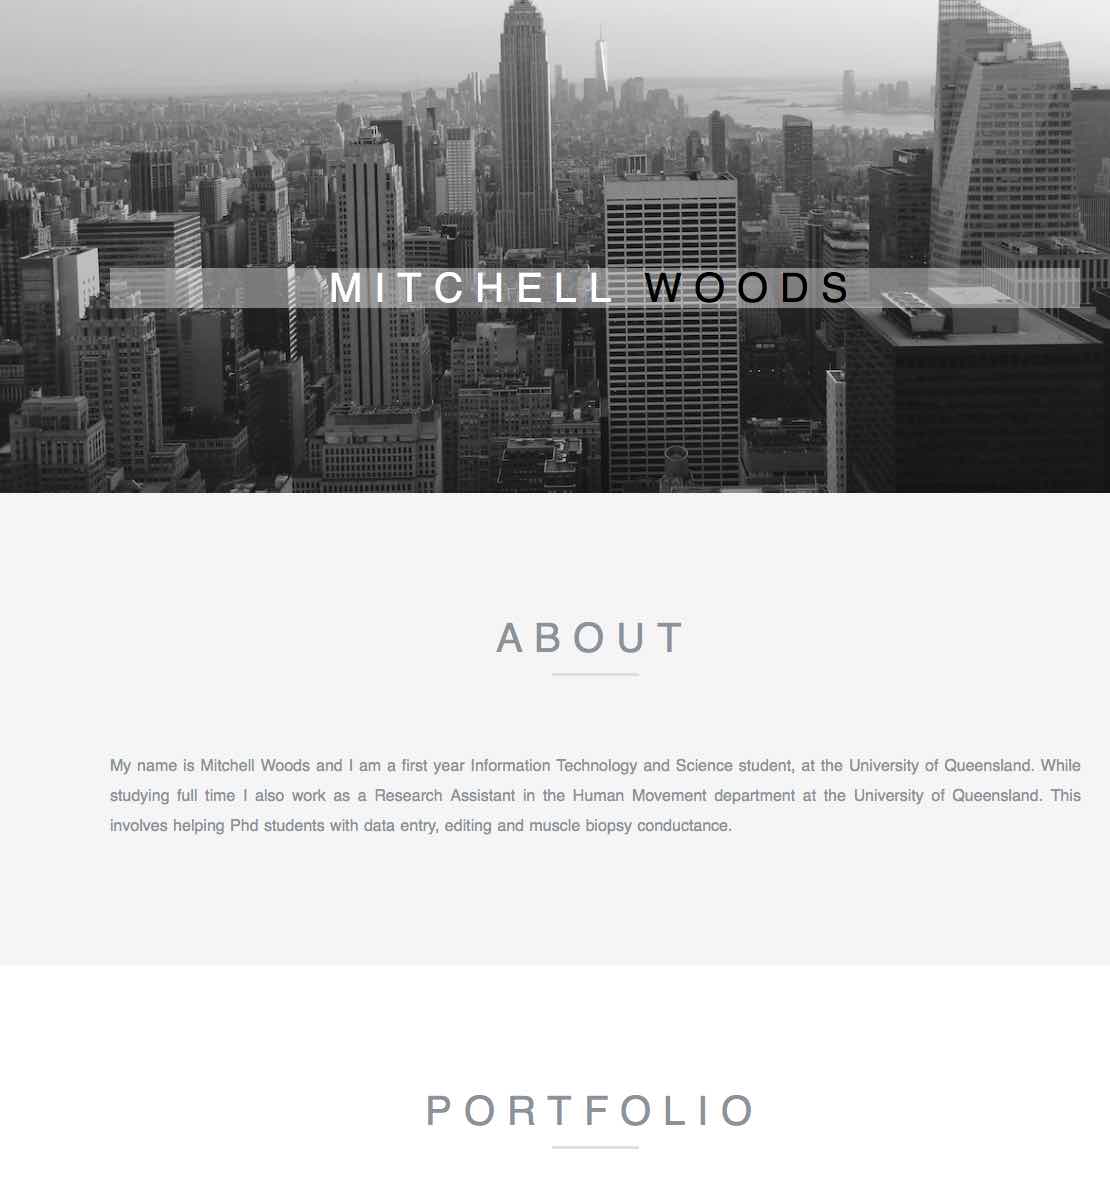 MITCHELL WOODS
ABOUT
My name is Mitchell Woods and I am a first year Information Technology and Science student, at the University of Queensland. While
studying full time I also work as a Research Assistant in the Human Movement department at the University of Queensland. This
involves helping Phd students with data entry, editing and muscle biopsy conductance.
PORTFOLIO